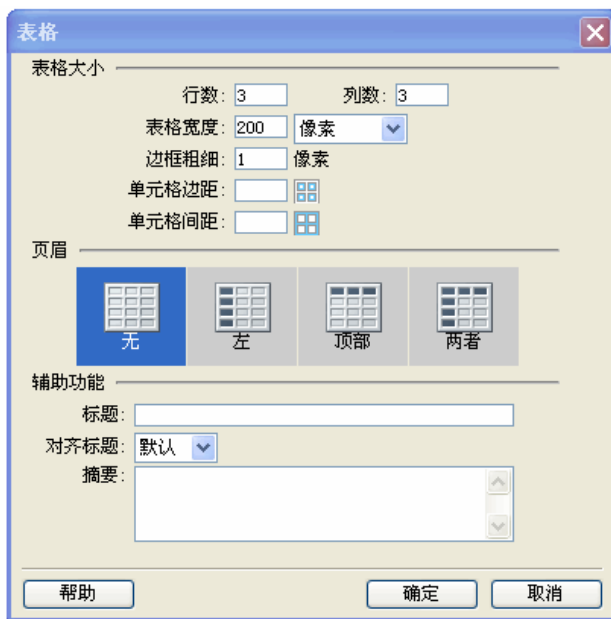 表格
表格大小
行数: 3 列数: 3
表格宽度: 200 像素
边框粗细: 1 像素
单元格边距:
单元格间距:
页眉
无 左 顶部 两者
辅助功能
标题:
对齐标题: 默认
摘要:
帮助 确定 取消